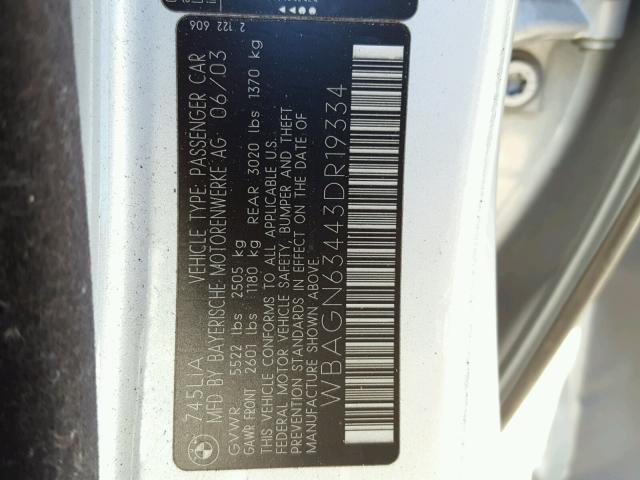 2 122 606
745LIA VEHICLE TYPE: PASSENGER CAR
MFD BY BAYERISCHE MOTORENWERKE AG 06/03
GVWR 5522 lbs 2505 kg
GAWR FRONT 2601 lbs 1180 kg REAR 3020 lbs 1370 kg
THIS VEHICLE CONFORMS TO ALL APPLICABLE U.S.
FEDERAL MOTOR VEHICLE SAFETY, BUMPER AND THEFT
PREVENTION STANDARDS IN EFFECT ON THE DATE OF
MANUFACTURE SHOWN ABOVE.
WBAGN63443DR19334